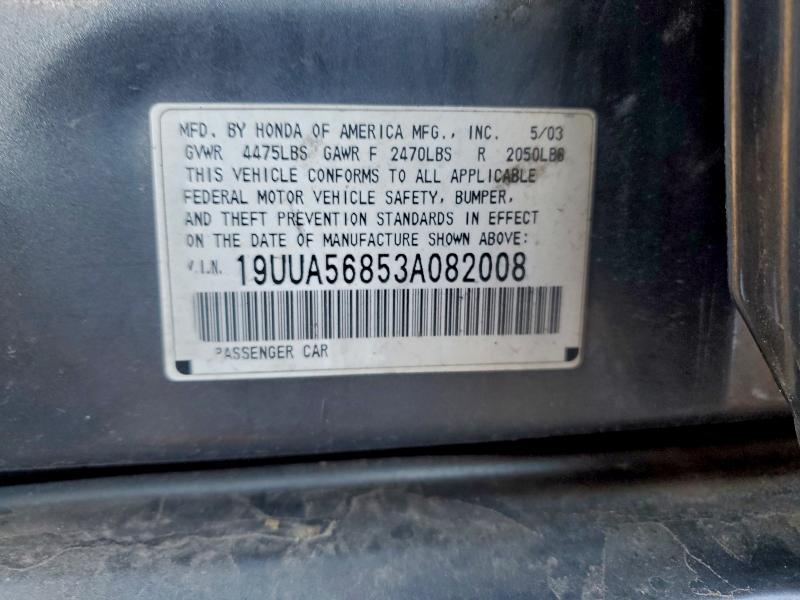 MFD. BY HONDA OF AMERICA MFG., INC. 5/03
GVWR 4475LBS GAWR F 2470LBS R 2050LBS
THIS VEHICLE CONFORMS TO ALL APPLICABLE
FEDERAL MOTOR VEHICLE SAFETY, BUMPER,
AND THEFT PREVENTION STANDARDS IN EFFECT
ON THE DATE OF MANUFACTURE SHOWN ABOVE:
V.I.N. 19UUA56853A082008
PASSENGER CAR